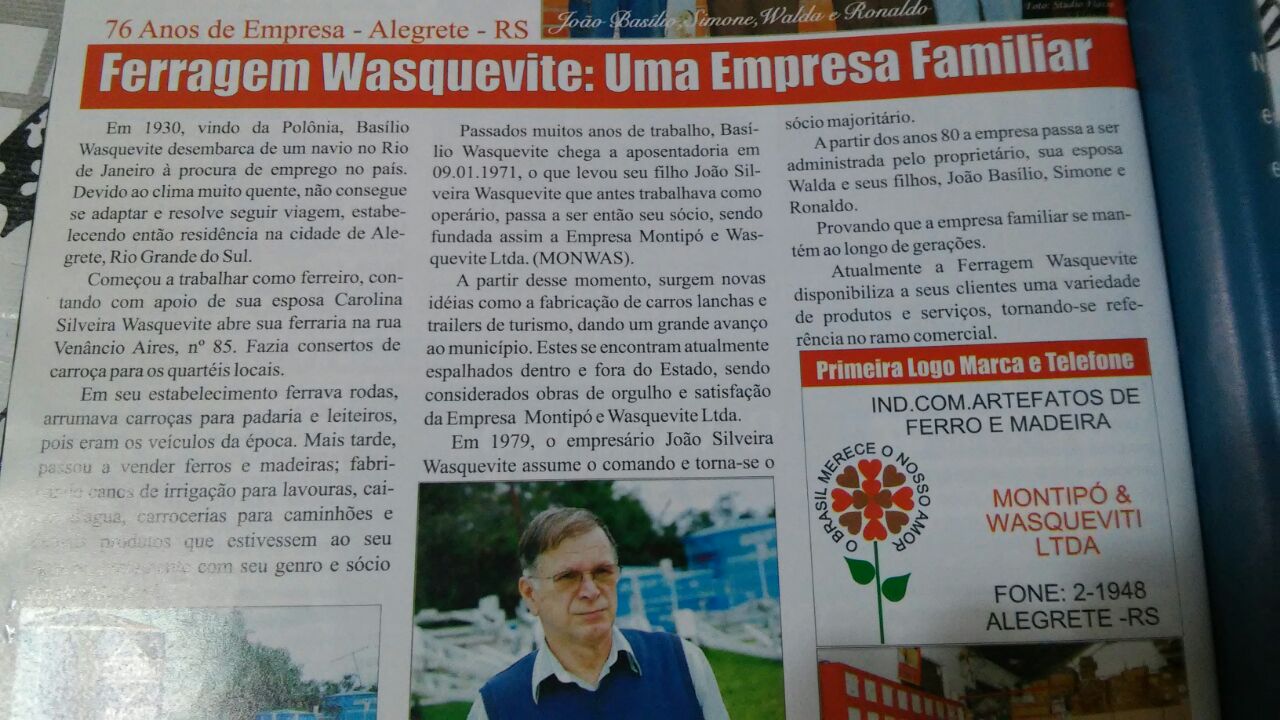 João Basílio, Simone, Walda e Ronaldo
76 Anos de Empresa - Alegrete - RS
Ferragem Wasquevite: Uma Empresa Familiar
Em 1930, vindo da Polônia, Basílio
Wasquevite desembarca de um navio no Rio
de Janeiro à procura de emprego no país.
Devido ao clima muito quente, não consegue
se adaptar e resolve seguir viagem, estabe-
lecendo então residência na cidade de Ale-
grete, Rio Grande do Sul.
Começou a trabalhar como ferreiro, con-
tando com apoio de sua esposa Carolina
Silveira Wasquevite abre sua ferraria na rua
Venâncio Aires, nº 85. Fazia consertos de
carroça para os quartéis locais.
Em seu estabelecimento ferrava rodas,
arrumava carroças para padaria e leiteiros,
pois eram os veículos da época. Mais tarde,
passou a vender ferros e madeiras; fabri-
canos de irrigação para lavouras, cai-
água, carrocerias para caminhões e
produtos que estivessem ao seu
com seu genro e sócio
Passados muitos anos de trabalho, Basí-
lio Wasquevite chega a aposentadoria em
09.01.1971, o que levou seu filho João Sil-
veira Wasquevite que antes trabalhava como
operário, passa a ser então seu sócio, sendo
fundada assim a Empresa Montipó e Was-
quevite Ltda. (MONWAS).
A partir desse momento, surgem novas
idéias como a fabricação de carros lanchas e
trailers de turismo, dando um grande avanço
ao município. Estes se encontram atualmente
espalhados dentro e fora do Estado, sendo
considerados obras de orgulho e satisfação
da Empresa Montipó e Wasquevite Ltda.
Em 1979, o empresário João Silveira
Wasquevite assume o comando e torna-se o
sócio majoritário.
A partir dos anos 80 a empresa passa a ser
administrada pelo proprietário, sua esposa
Walda e seus filhos, João Basílio, Simone e
Ronaldo.
Provando que a empresa familiar se man-
tém ao longo de gerações.
Atualmente a Ferragem Wasquevite
disponibiliza a seus clientes uma variedade
de produtos e serviços, tornando-se refe-
rência no ramo comercial.
Primeira Logo Marca e Telefone
IND.COM.ARTEFATOS DE
FERRO E MADEIRA
O BRASIL MERECE O NOSSO AMOR
MONTIPÓ &
WASQUEVITI
LTDA
FONE: 2-1948
ALEGRETE -RS